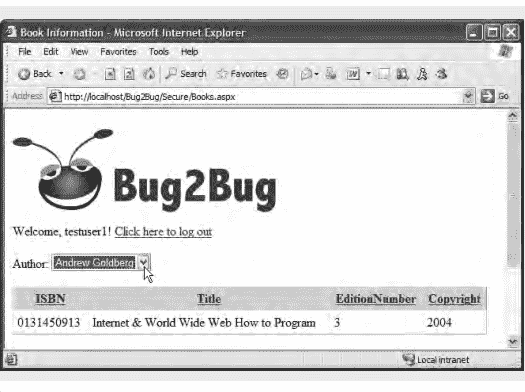 Book Information - Microsoft Internet Explorer
File Edit View Favorites Tools Help
Back Search Favorites
Address http://localhost/Bug2Bug/Secure/Books.aspx Go
Bug2Bug
Welcome, testuser1! Click here to log out
Author: Andrew Goldberg
ISBN Title EditionNumber Copyright
0131450913 Internet & World Wide Web How to Program 3 2004
Local intranet